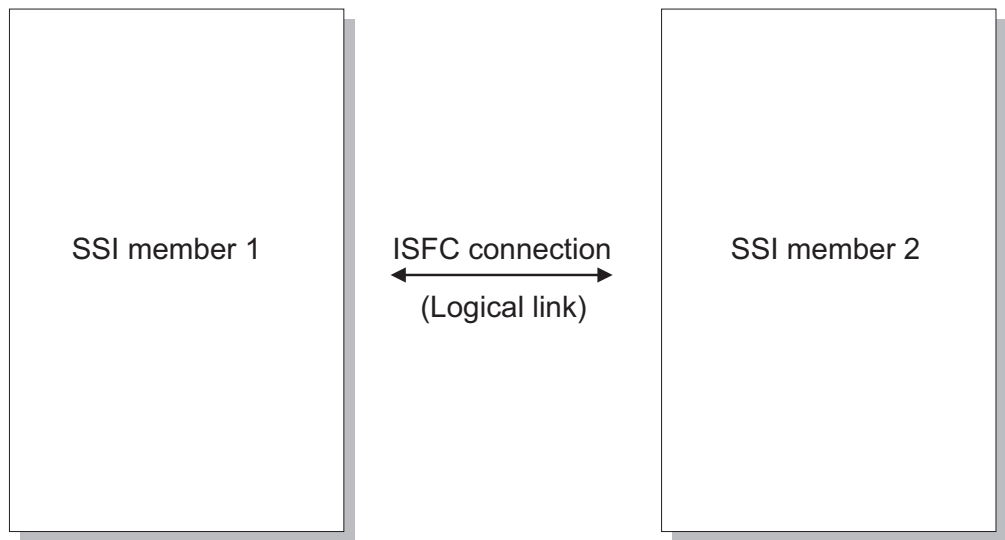 SSI member 1
ISFC connection
(Logical link)
SSI member 2